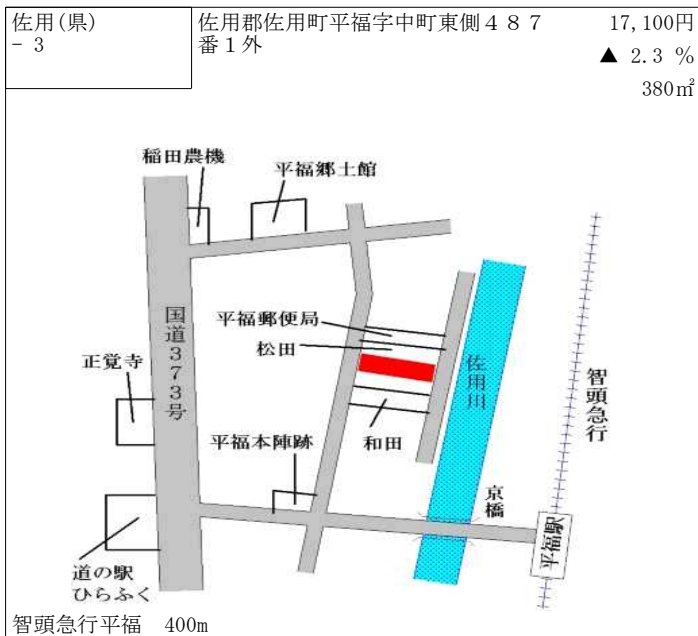 佐用(県)
- 3
佐用郡佐用町平福字中町東側４８７
番１外
17,100円
▲ 2.3 %
380㎡
稲田農機
平福郷土館
国道３７３号
平福郵便局
松田
正覚寺
佐用川
智頭急行
和田
平福本陣跡
京橋
平福駅
道の駅
ひらふく
智頭急行平福　400m